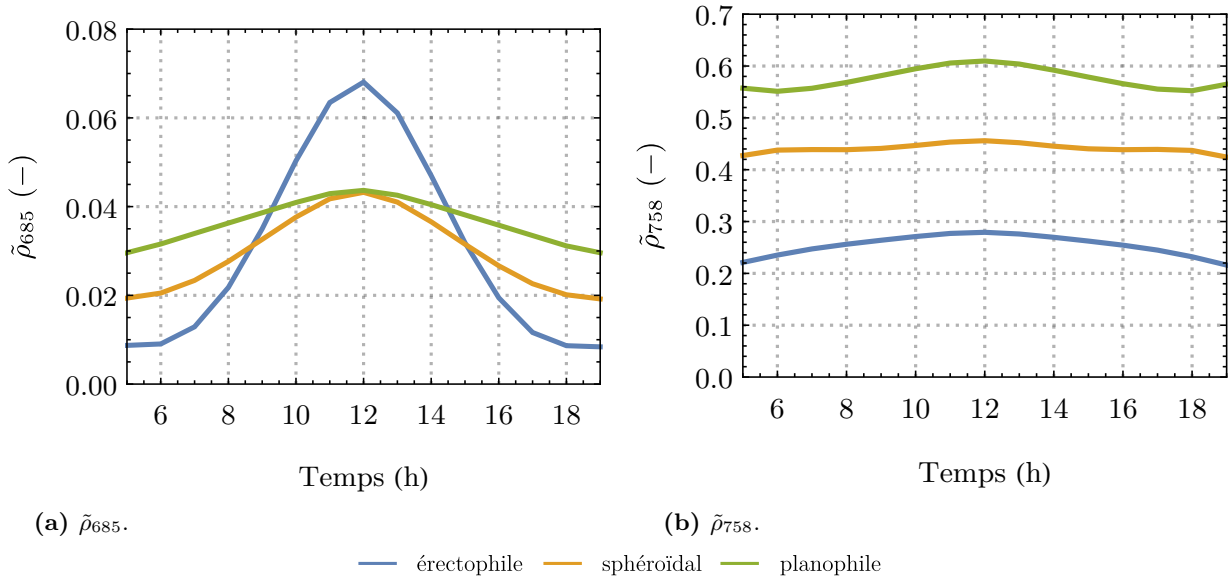 0.08
0.06
0.04
0.02
0.00
ρ̃685 (−)
6 8 10 12 14 16 18
Temps (h)
(a) ρ̃685.
0.7
0.6
0.5
0.4
0.3
0.2
0.1
0.0
ρ̃758 (−)
6 8 10 12 14 16 18
Temps (h)
(b) ρ̃758.
érectophile sphéroïdal planophile